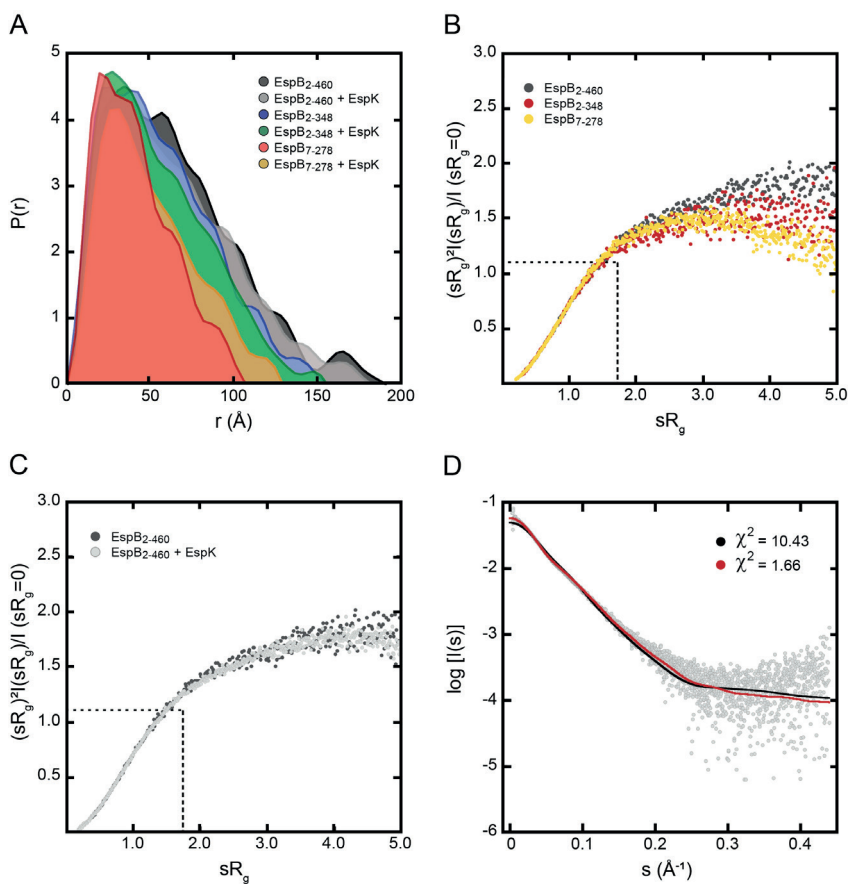 A
5
4
3
2
1
0
0
50
100
150
200
P(r)
r (Å)
EspB2-460
EspB2-460 + EspK
EspB2-348
EspB2-348 + EspK
EspB7-278
EspB7-278 + EspK
B
3.0
2.5
2.0
1.5
1.0
0.5
1.0
2.0
3.0
4.0
5.0
(sRg)²I(sRg)/I (sRg=0)
sRg
EspB2-460
EspB2-348
EspB7-278
C
3.0
2.5
2.0
1.5
1.0
0.5
1.0
2.0
3.0
4.0
5.0
(sRg)²I(sRg)/I (sRg=0)
sRg
EspB2-460
EspB2-460 + EspK
D
-1
-2
-3
-4
-5
-6
0
0.1
0.2
0.3
0.4
log [I(s)]
s (Å-1)
χ2 = 10.43
χ2 = 1.66